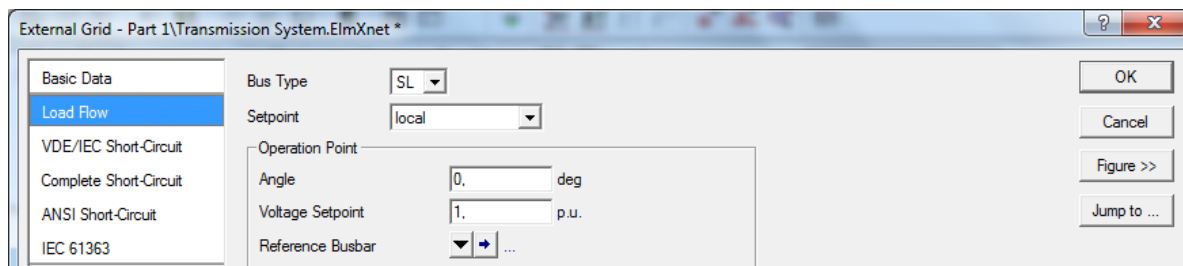 External Grid - Part 1\Transmission System.ElmXnet *
?
X
Basic Data
Load Flow
VDE/IEC Short-Circuit
Complete Short-Circuit
ANSI Short-Circuit
IEC 61363
Bus Type SL
Setpoint local
Operation Point
Angle 0, deg
Voltage Setpoint 1, p.u.
Reference Busbar ...
OK
Cancel
Figure >>
Jump to ...